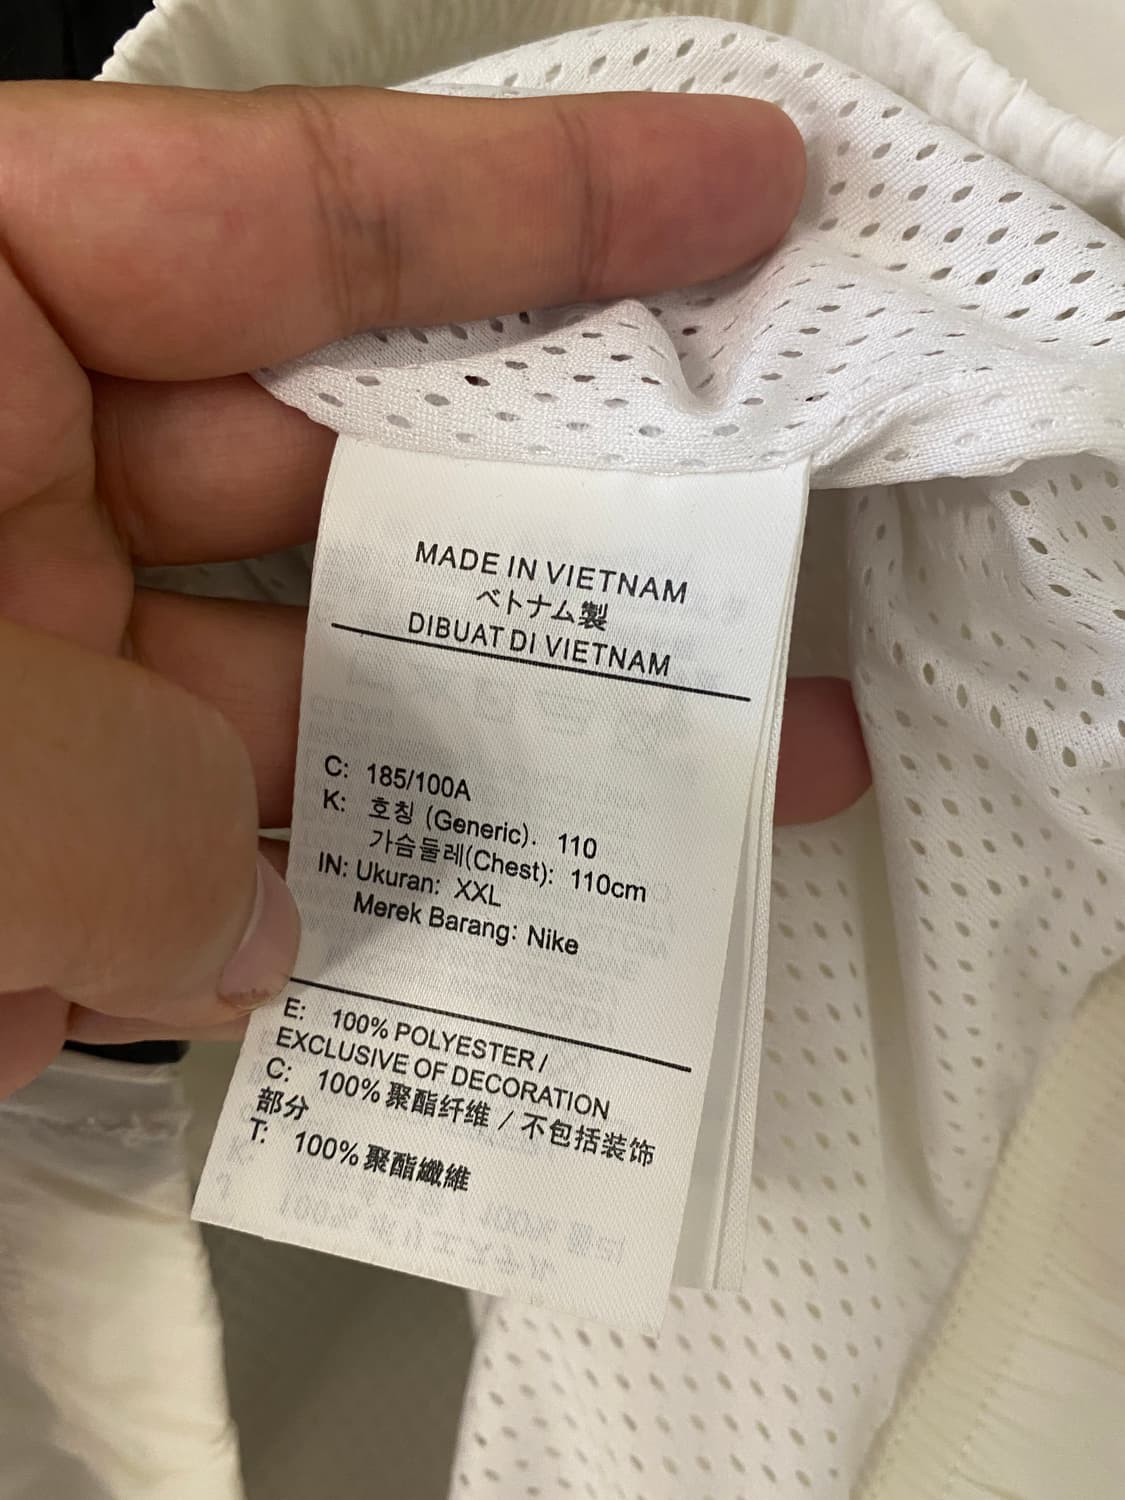 MADE IN VIETNAM
ベトナム製
DIBUAT DI VIETNAM
C: 185/100A
K: 호칭 (Generic). 110
가슴둘레(Chest): 110cm
IN: Ukuran: XXL
Merek Barang: Nike
E: 100% POLYESTER /
EXCLUSIVE OF DECORATION
C: 100% 聚酯纤维 / 不包括装饰
部分
T: 100% 聚酯纖維